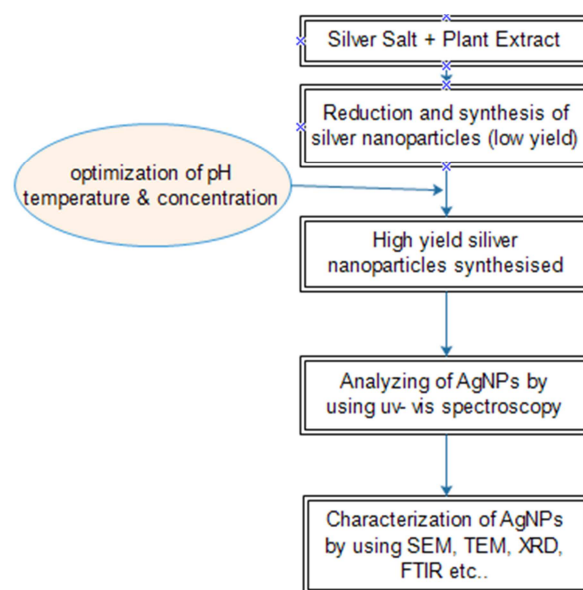 Silver Salt + Plant Extract
Reduction and synthesis of
silver nanoparticles (low yield)
optimization of pH
temperature & concentration
High yield siliver
nanoparticles synthesised
Analyzing of AgNPs by
using uv- vis spectroscopy
Characterization of AgNPs
by using SEM, TEM, XRD,
FTIR etc..